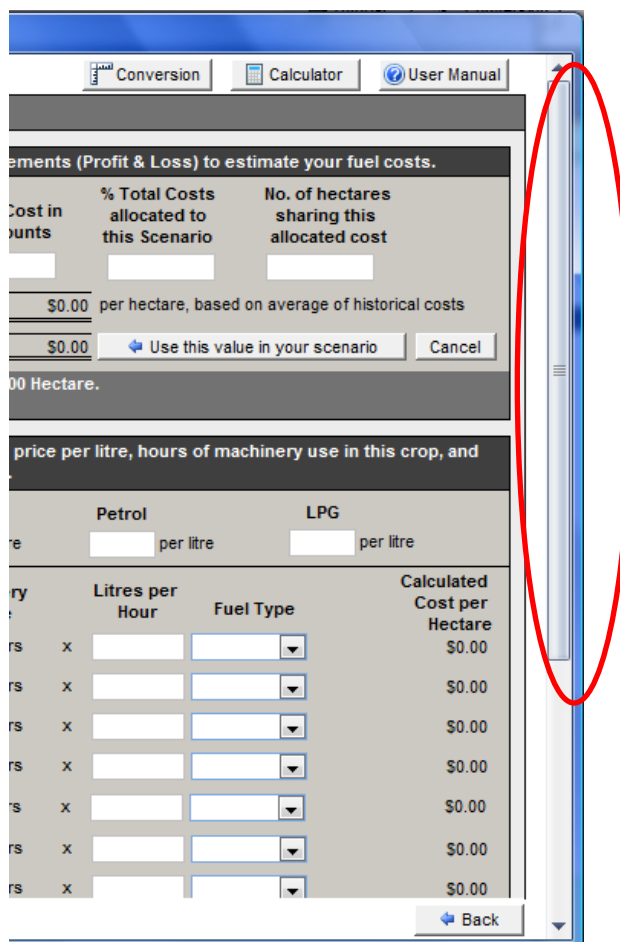 Conversion Calculator User Manual
ements (Profit & Loss) to estimate your fuel costs.
% Total Costs No. of hectares
Cost in allocated to sharing this
ounts this Scenario allocated cost
$0.00 per hectare, based on average of historical costs
$0.00 Use this value in your scenario Cancel
00 Hectare.
price per litre, hours of machinery use in this crop, and
Petrol LPG
re per litre per litre
Calculated
ry Litres per Fuel Type Cost per
Hour Hectare
rs x $0.00
rs x $0.00
rs x $0.00
rs x $0.00
rs x $0.00
rs x $0.00
rs x $0.00
Back